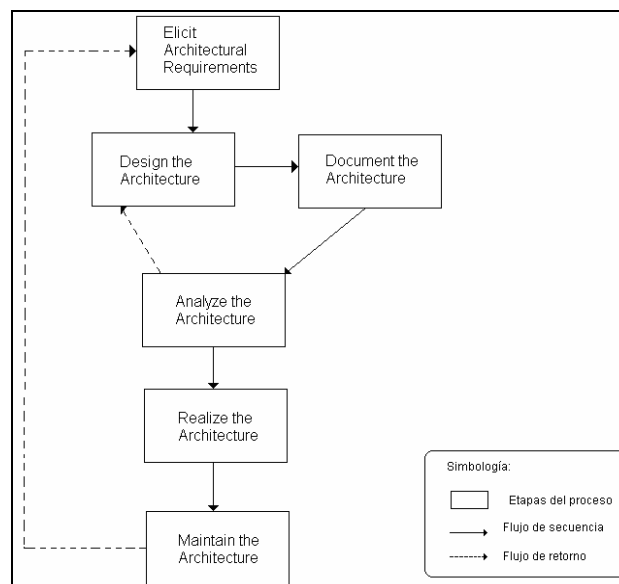 Elicit
Architectural
Requirements
Design the
Architecture
Document the
Architecture
Analyze the
Architecture
Realize the
Architecture
Maintain the
Architecture
Simbología:
Etapas del proceso
Flujo de secuencia
Flujo de retorno